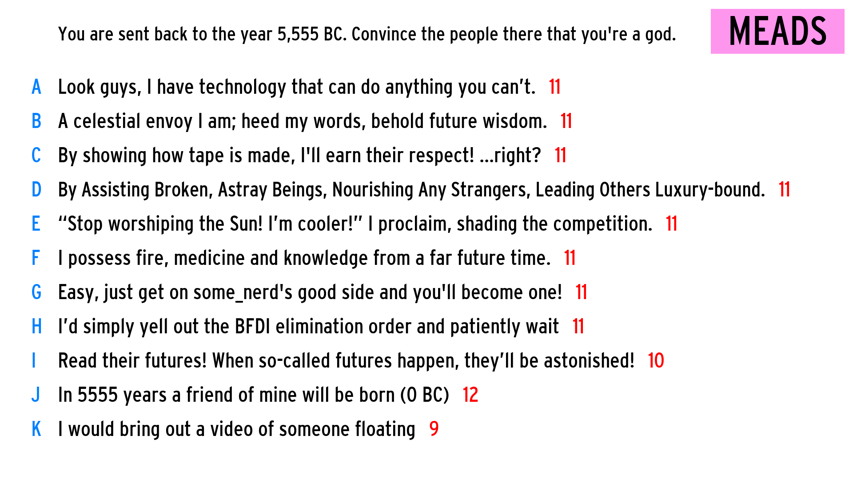 You are sent back to the year 5,555 BC. Convince the people there that you're a god.
MEADS
A Look guys, I have technology that can do anything you can’t. 11
B A celestial envoy I am; heed my words, behold future wisdom. 11
C By showing how tape is made, I'll earn their respect! ...right? 11
D By Assisting Broken, Astray Beings, Nourishing Any Strangers, Leading Others Luxury-bound. 11
E “Stop worshiping the Sun! I’m cooler!” I proclaim, shading the competition. 11
F I possess fire, medicine and knowledge from a far future time. 11
G Easy, just get on some_nerd's good side and you'll become one! 11
H I’d simply yell out the BFDI elimination order and patiently wait 11
I Read their futures! When so-called futures happen, they’ll be astonished! 10
J In 5555 years a friend of mine will be born (0 BC) 12
K I would bring out a video of someone floating 9